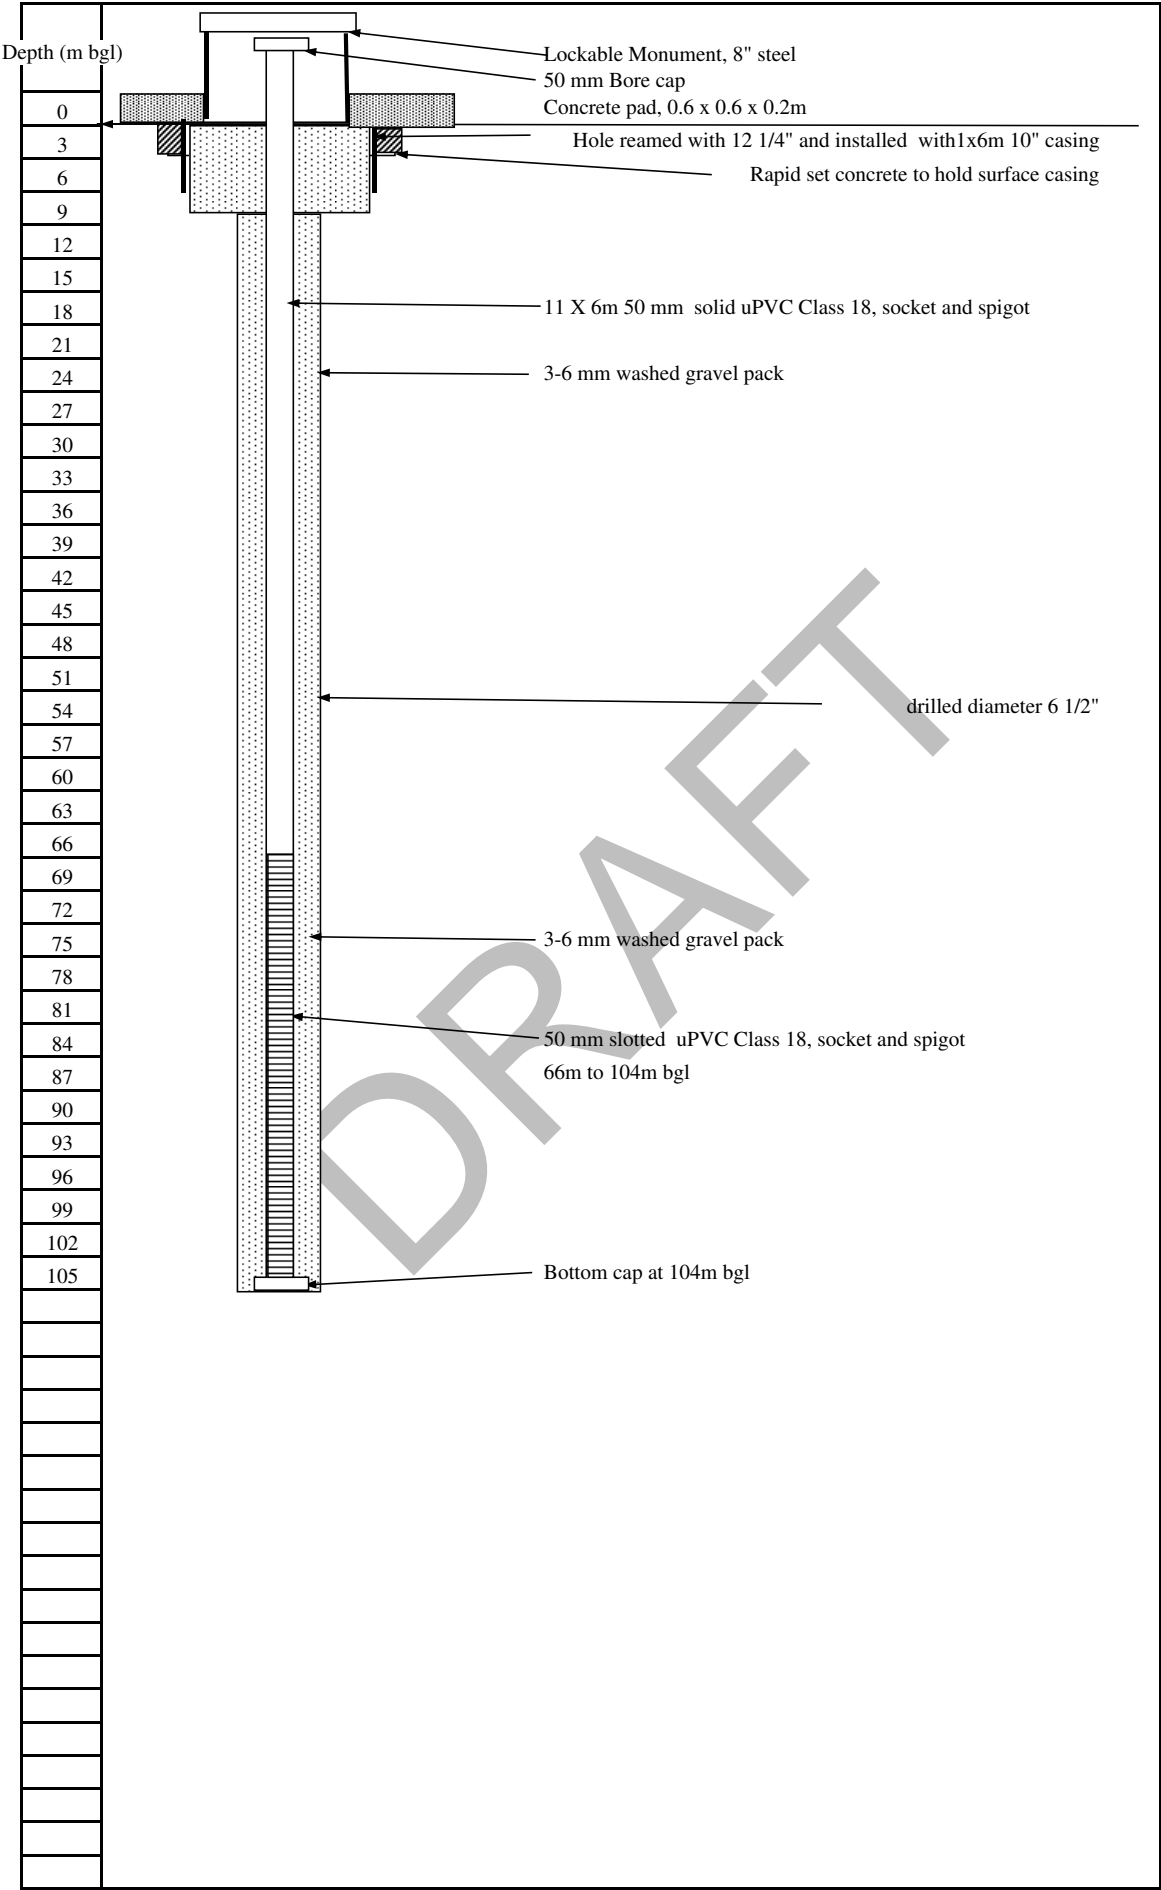 Depth (m bgl)
Lockable Monument, 8" steel
50 mm Bore cap
0
Concrete pad, 0.6 x 0.6 x 0.2m
3
Hole reamed with 12 1/4" and installed  with1x6m 10" casing
6
Rapid set concrete to hold surface casing
9
12
15
18
11 X 6m 50 mm  solid uPVC Class 18, socket and spigot
21
24
3-6 mm washed gravel pack
27
30
33
36
39
42
45
48
51
54
drilled diameter 6 1/2"
57
60
63
66
69
72
75
3-6 mm washed gravel pack
78
81
84
50 mm slotted  uPVC Class 18, socket and spigot
87
66m to 104m bgl
90
93
96
99
102
105
Bottom cap at 104m bgl
DRAFT